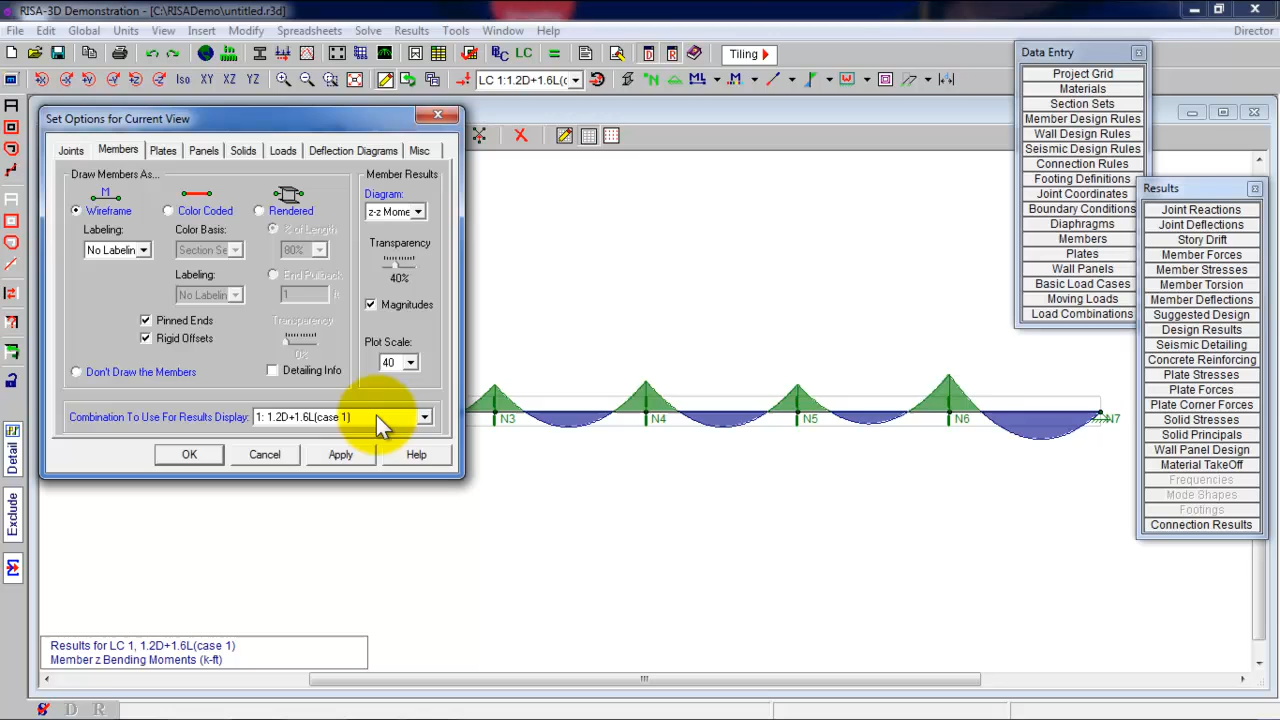 RISA-3D Demonstration - [C:\RISADemo\untitled.r3d]
File Edit Global Units View Insert Modify Spreadsheets Solve Results Tools Window Help Director
LC Tiling
Iso XY XZ YZ LC 1:1.2D+1.6L(c
Set Options for Current View
Joints Members Plates Panels Solids Loads Deflection Diagrams Misc
Draw Members As...
M
Wireframe Color Coded Rendered
Labeling: Color Basis: % of Length
No Labelin Section Se 80%
Labeling: End Pullback
No Labelin 1 ft
Pinned Ends Transparency
Rigid Offsets
0%
Don't Draw the Members Detailing Info
Member Results
Diagram:
z-z Mome
Transparency
40%
Magnitudes
Plot Scale:
40
Combination To Use For Results Display: 1: 1.2D+1.6L(case 1)
OK Cancel Apply Help
N3 N4 N5 N6 N7
Data Entry
Project Grid
Materials
Section Sets
Member Design Rules
Wall Design Rules
Seismic Design Rules
Connection Rules
Footing Definitions
Joint Coordinates
Boundary Conditions
Diaphragms
Members
Plates
Wall Panels
Basic Load Cases
Moving Loads
Load Combinations
Results
Joint Reactions
Joint Deflections
Story Drift
Member Forces
Member Stresses
Member Torsion
Member Deflections
Suggested Design
Design Results
Seismic Detailing
Concrete Reinforcing
Plate Stresses
Plate Forces
Plate Corner Forces
Solid Stresses
Solid Principals
Wall Panel Design
Material TakeOff
Frequencies
Mode Shapes
Footings
Connection Results
Detail
Exclude
Results for LC 1, 1.2D+1.6L(case 1)
Member z Bending Moments (k-ft)
S D R